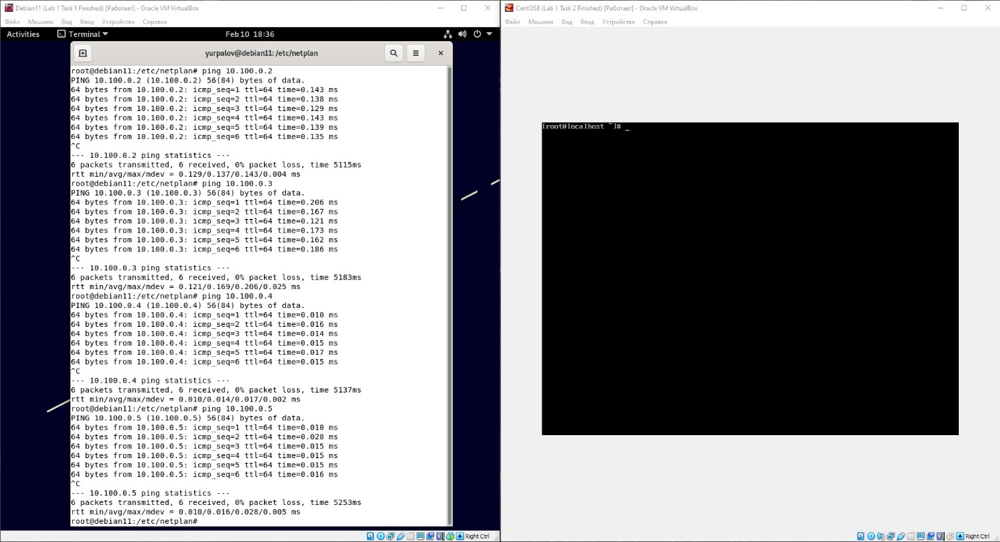 Debian11 (Lab 1 Task 1 Finished) [Работает] - Oracle VM VirtualBox
Файл Машина Вид Ввод Устройства Справка
Activities Terminal Feb 10 18:36
yurpalov@debian11: /etc/netplan
root@debian11:/etc/netplan# ping 10.100.0.2
PING 10.100.0.2 (10.100.0.2) 56(84) bytes of data.
64 bytes from 10.100.0.2: icmp_seq=1 ttl=64 time=0.143 ms
64 bytes from 10.100.0.2: icmp_seq=2 ttl=64 time=0.138 ms
64 bytes from 10.100.0.2: icmp_seq=3 ttl=64 time=0.129 ms
64 bytes from 10.100.0.2: icmp_seq=4 ttl=64 time=0.143 ms
64 bytes from 10.100.0.2: icmp_seq=5 ttl=64 time=0.139 ms
64 bytes from 10.100.0.2: icmp_seq=6 ttl=64 time=0.135 ms
^C
--- 10.100.0.2 ping statistics ---
6 packets transmitted, 6 received, 0% packet loss, time 5115ms
rtt min/avg/max/mdev = 0.129/0.137/0.143/0.004 ms
root@debian11:/etc/netplan# ping 10.100.0.3
PING 10.100.0.3 (10.100.0.3) 56(84) bytes of data.
64 bytes from 10.100.0.3: icmp_seq=1 ttl=64 time=0.206 ms
64 bytes from 10.100.0.3: icmp_seq=2 ttl=64 time=0.167 ms
64 bytes from 10.100.0.3: icmp_seq=3 ttl=64 time=0.121 ms
64 bytes from 10.100.0.3: icmp_seq=4 ttl=64 time=0.173 ms
64 bytes from 10.100.0.3: icmp_seq=5 ttl=64 time=0.162 ms
64 bytes from 10.100.0.3: icmp_seq=6 ttl=64 time=0.186 ms
^C
--- 10.100.0.3 ping statistics ---
6 packets transmitted, 6 received, 0% packet loss, time 5183ms
rtt min/avg/max/mdev = 0.121/0.169/0.206/0.025 ms
root@debian11:/etc/netplan# ping 10.100.0.4
PING 10.100.0.4 (10.100.0.4) 56(84) bytes of data.
64 bytes from 10.100.0.4: icmp_seq=1 ttl=64 time=0.010 ms
64 bytes from 10.100.0.4: icmp_seq=2 ttl=64 time=0.016 ms
64 bytes from 10.100.0.4: icmp_seq=3 ttl=64 time=0.014 ms
64 bytes from 10.100.0.4: icmp_seq=4 ttl=64 time=0.015 ms
64 bytes from 10.100.0.4: icmp_seq=5 ttl=64 time=0.017 ms
64 bytes from 10.100.0.4: icmp_seq=6 ttl=64 time=0.015 ms
^C
--- 10.100.0.4 ping statistics ---
6 packets transmitted, 6 received, 0% packet loss, time 5137ms
rtt min/avg/max/mdev = 0.010/0.014/0.017/0.002 ms
root@debian11:/etc/netplan# ping 10.100.0.5
PING 10.100.0.5 (10.100.0.5) 56(84) bytes of data.
64 bytes from 10.100.0.5: icmp_seq=1 ttl=64 time=0.010 ms
64 bytes from 10.100.0.5: icmp_seq=2 ttl=64 time=0.028 ms
64 bytes from 10.100.0.5: icmp_seq=3 ttl=64 time=0.015 ms
64 bytes from 10.100.0.5: icmp_seq=4 ttl=64 time=0.015 ms
64 bytes from 10.100.0.5: icmp_seq=5 ttl=64 time=0.015 ms
64 bytes from 10.100.0.5: icmp_seq=6 ttl=64 time=0.016 ms
^C
--- 10.100.0.5 ping statistics ---
6 packets transmitted, 6 received, 0% packet loss, time 5253ms
rtt min/avg/max/mdev = 0.010/0.016/0.028/0.005 ms
root@debian11:/etc/netplan#
Right Ctrl
CentOS8 (Lab 1 Task 2 Finished) [Работает] - Oracle VM VirtualBox
Файл Машина Вид Ввод Устройства Справка
[root@localhost ~]# _
Right Ctrl